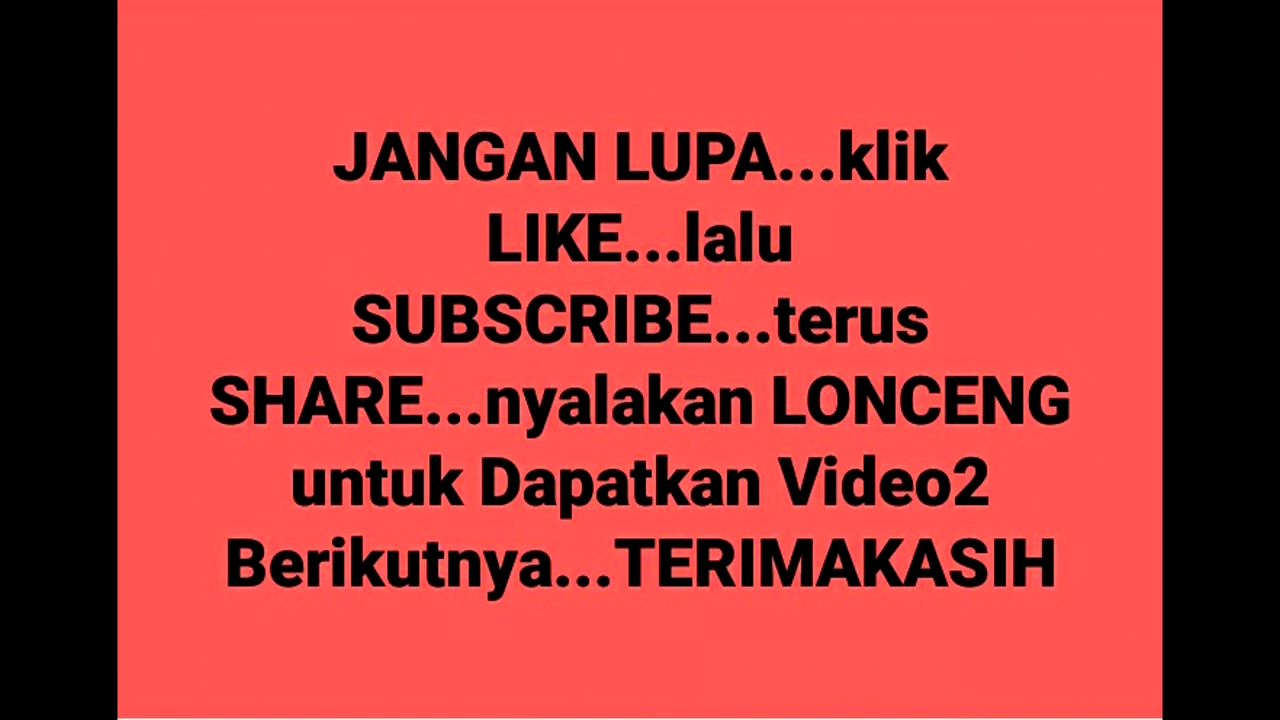 JANGAN LUPA...klik
LIKE...lalu
SUBSCRIBE...terus
SHARE...nyalakan LONCENG
untuk Dapatkan Video2
Berikutnya...TERIMAKASIH